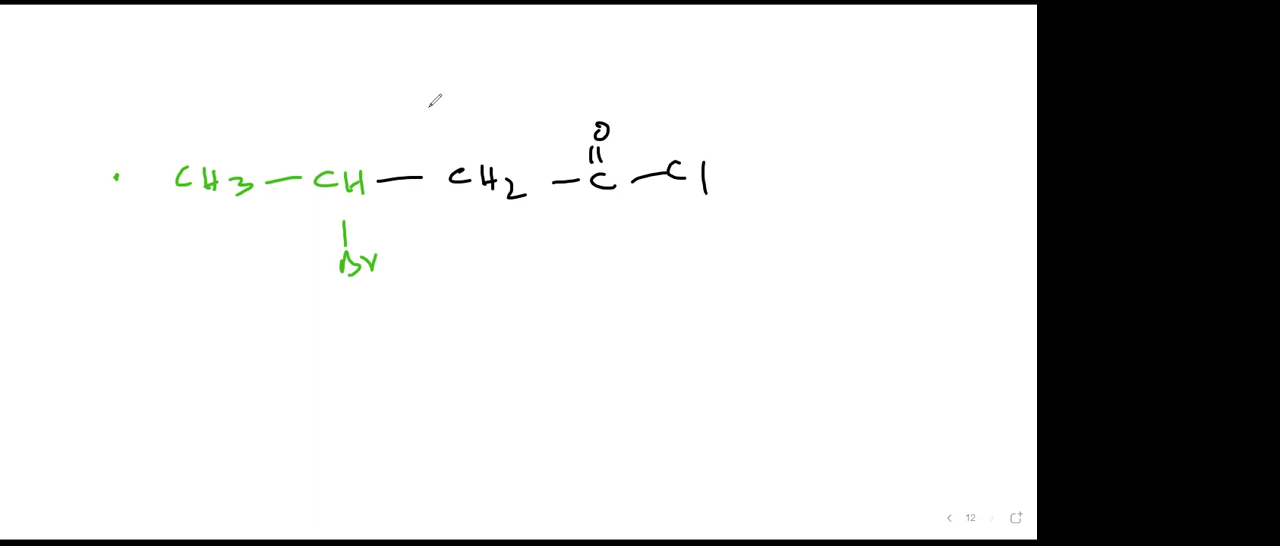 O
||
CH3 — CH — CH2 — C — Cl
|
Br
12